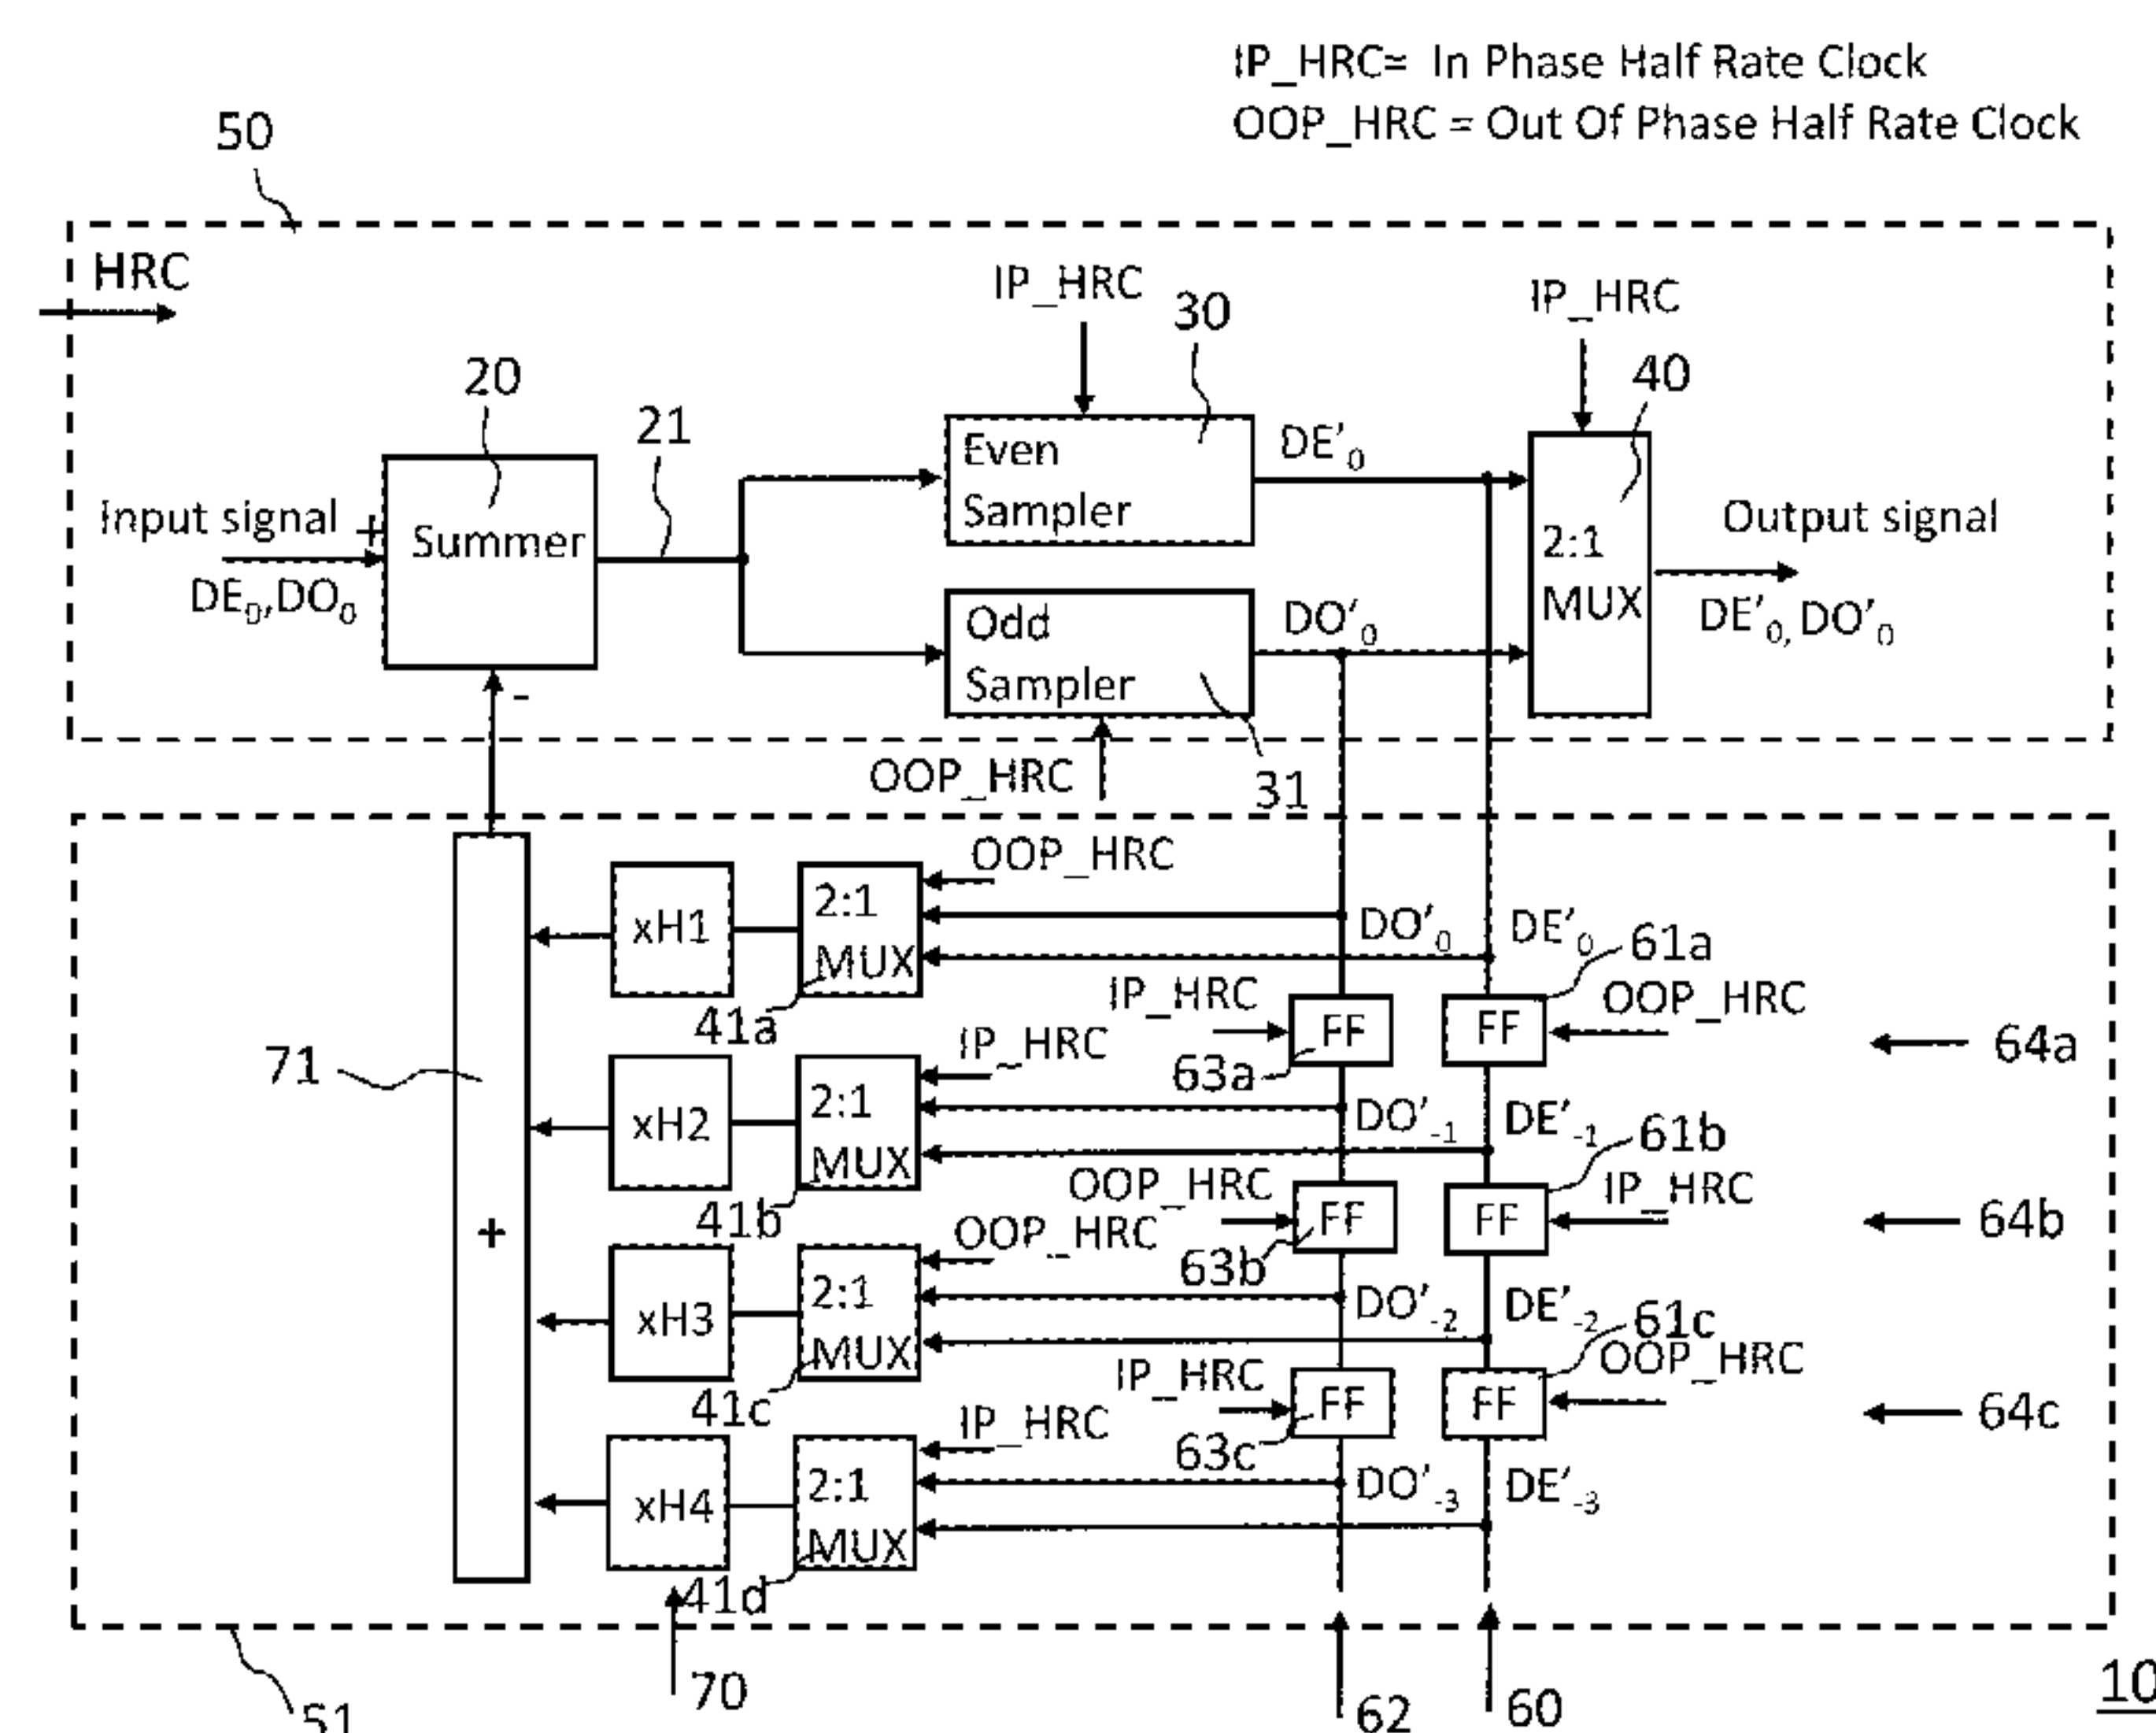 IP_HRC= In Phase Half Rate Clock
OOP_HRC = Out Of Phase Half Rate Clock
50
HRC
IP_HRC
30
IP_HRC
40
20
21
Even
Sampler
DE'0
Input signal
+
Summer
2:1
MUX
Output signal
DE0,DO0
DE'0, DO'0
Odd
Sampler
DO'0
-
OOP_HRC
31
OOP_HRC
xH1
2:1
MUX
DO'0
DE'0
61a
41a
IP_HRC
FF
FF
OOP_HRC
64a
71
IP_HRC
63a
xH2
2:1
MUX
DO'-1
DE'-1
61b
41b
OOP_HRC
FF
FF
IP_HRC
64b
+
OOP_HRC
63b
xH3
2:1
MUX
DO'-2
DE'-2
61c
41c
IP_HRC
FF
FF
OOP_HRC
64c
IP_HRC
63c
xH4
2:1
MUX
DO'-3
DE'-3
41d
70
62
60
10
51